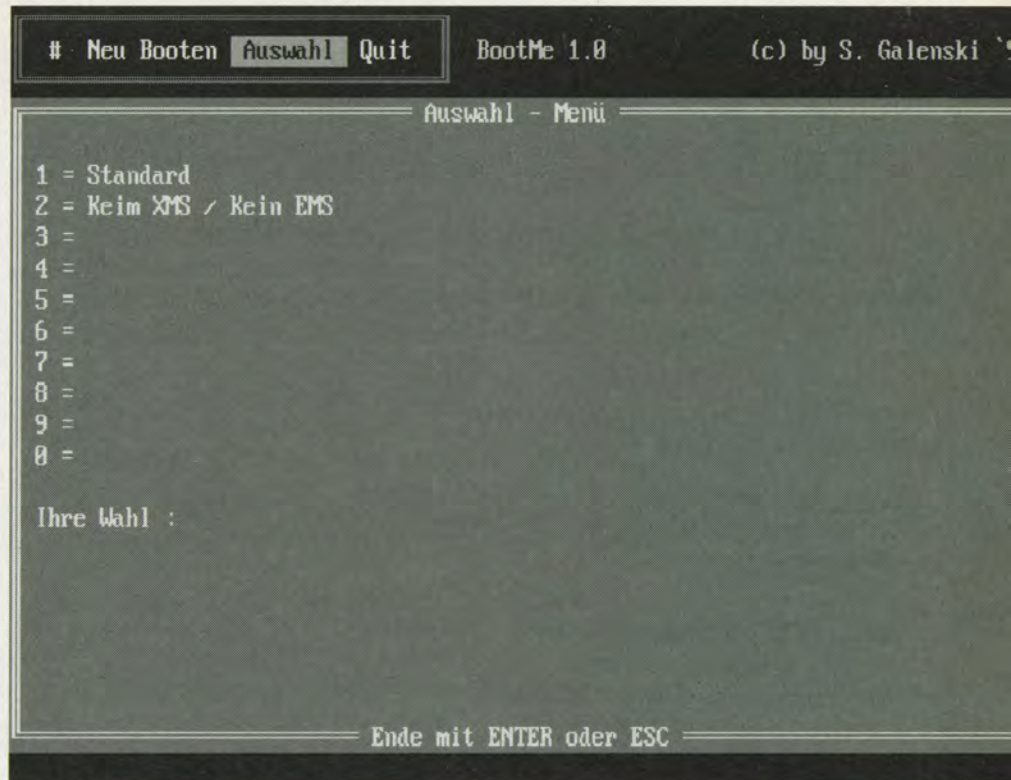 # Neu Booten Auswahl Quit BootMe 1.0 (c) by S. Galenski
Auswahl - Menü
1 = Standard
2 = Keim XMS / Kein EMS
3 =
4 =
5 =
6 =
7 =
8 =
9 =
0 =
Ihre Wahl :
Ende mit ENTER oder ESC